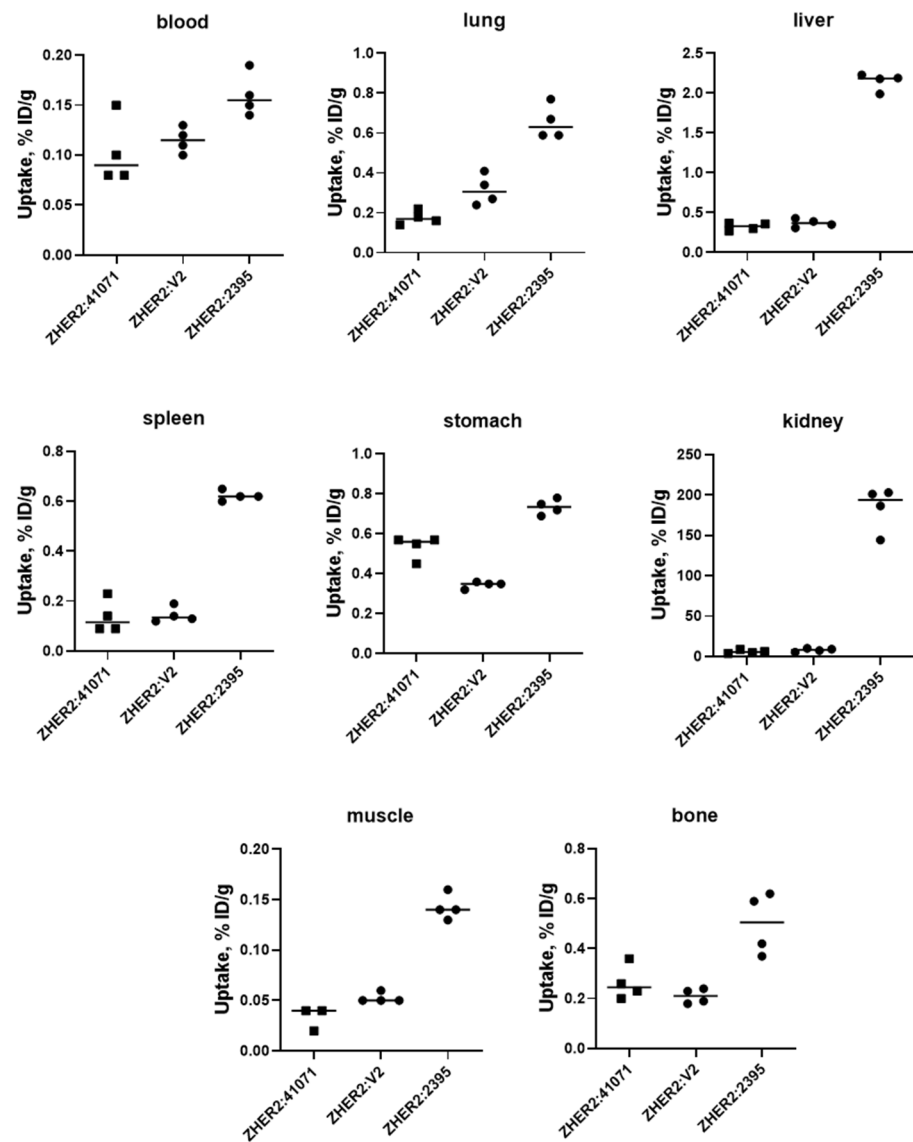 blood
Uptake, % ID/g
0.20
0.15
0.10
0.05
0.00
ZHER2:41071
ZHER2:V2
ZHER2:2395
lung
Uptake, % ID/g
1.0
0.8
0.6
0.4
0.2
0.0
ZHER2:41071
ZHER2:V2
ZHER2:2395
liver
Uptake, % ID/g
2.5
2.0
1.5
1.0
0.5
0.0
ZHER2:41071
ZHER2:V2
ZHER2:2395
spleen
Uptake, % ID/g
0.8
0.6
0.4
0.2
0.0
ZHER2:41071
ZHER2:V2
ZHER2:2395
stomach
Uptake, % ID/g
1.0
0.8
0.6
0.4
0.2
0.0
ZHER2:41071
ZHER2:V2
ZHER2:2395
kidney
Uptake, % ID/g
250
200
150
100
50
0
ZHER2:41071
ZHER2:V2
ZHER2:2395
muscle
Uptake, % ID/g
0.20
0.15
0.10
0.05
0.00
ZHER2:41071
ZHER2:V2
ZHER2:2395
bone
Uptake, % ID/g
0.8
0.6
0.4
0.2
0.0
ZHER2:41071
ZHER2:V2
ZHER2:2395